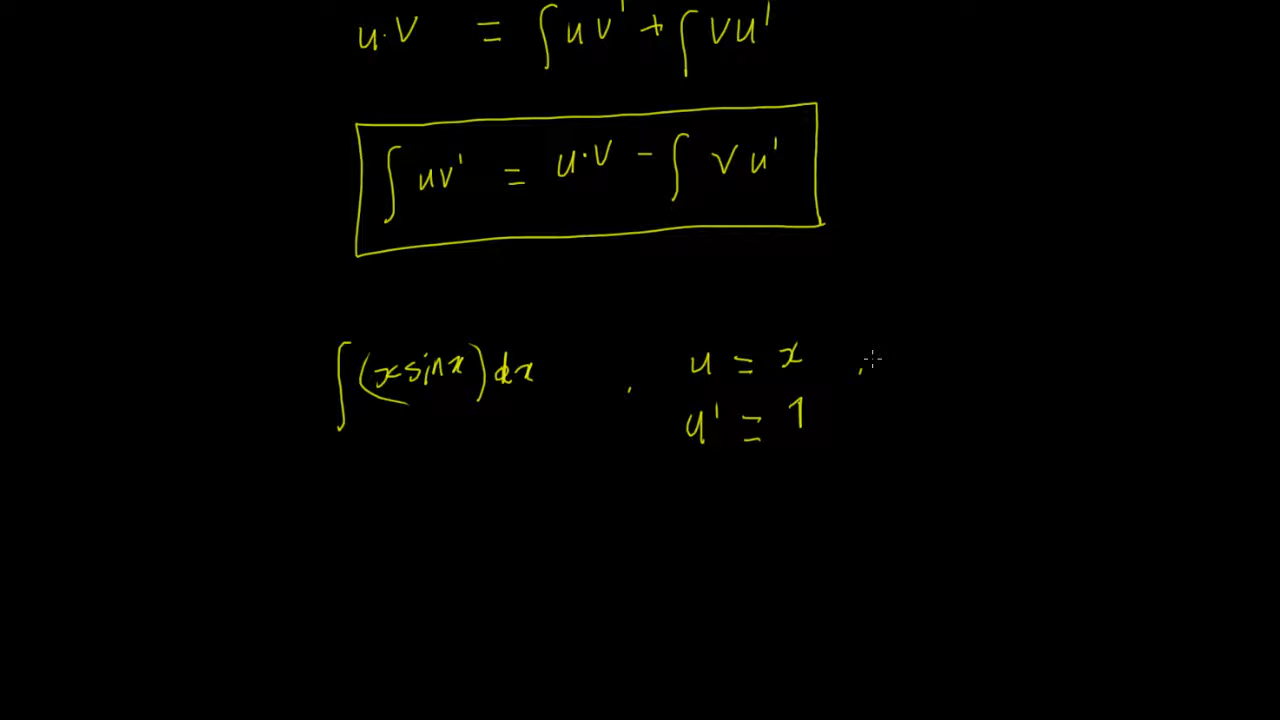 u·v = ∫uv' + ∫vu'
∫uv' = u·v - ∫vu'
∫(x sin x)dx . u = x ,
u' = 1